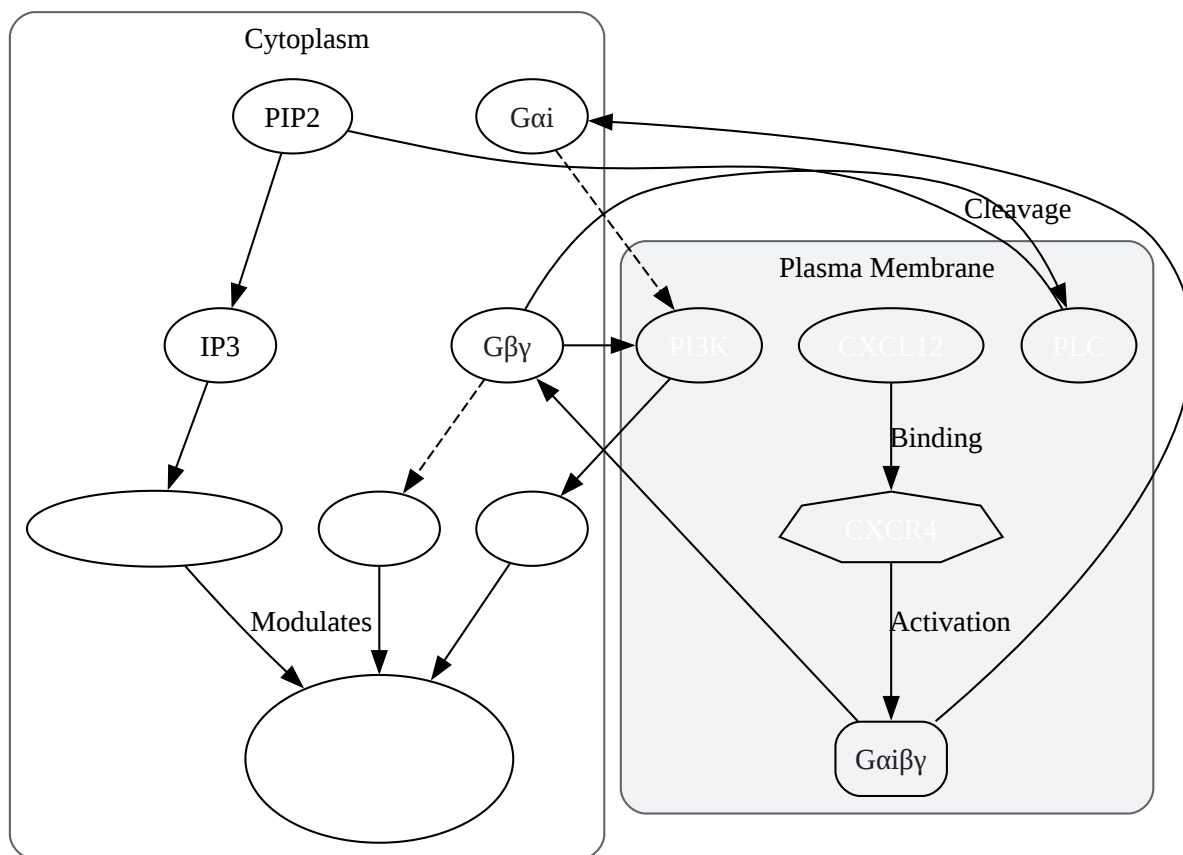 Cytoplasm
PIP2
Gαi
Cleavage
Plasma Membrane
IP3
Gβγ
PI3K
CXCL12
PLC
Binding
CXCR4
Modulates
Activation
Gαiβγ